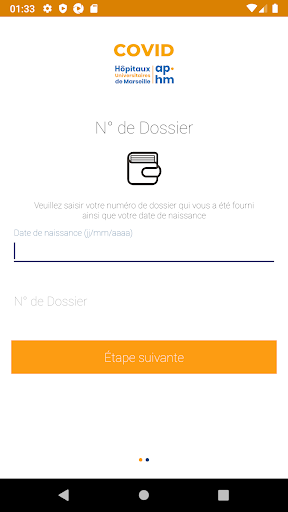 01:33
COVID
Hôpitaux
Universitaires
de Marseille
ap-
hm
N° de Dossier
Veuillez saisir votre numéro de dossier qui vous a été fourni
ainsi que votre date de naissance
Date de naissance (jj/mm/aaaa)
N° de Dossier
Étape suivante